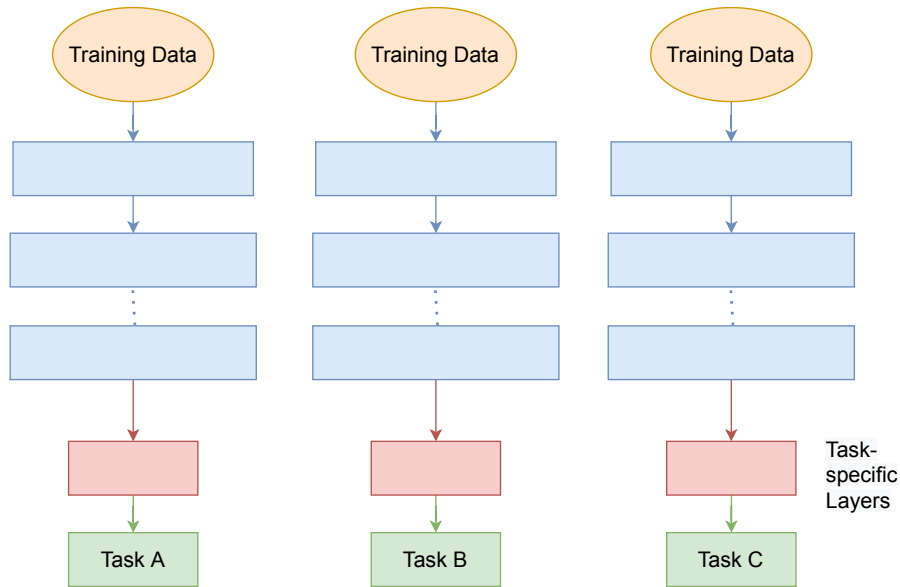 Training Data
Training Data
Training Data
Task-
specific
Layers
Task A
Task B
Task C